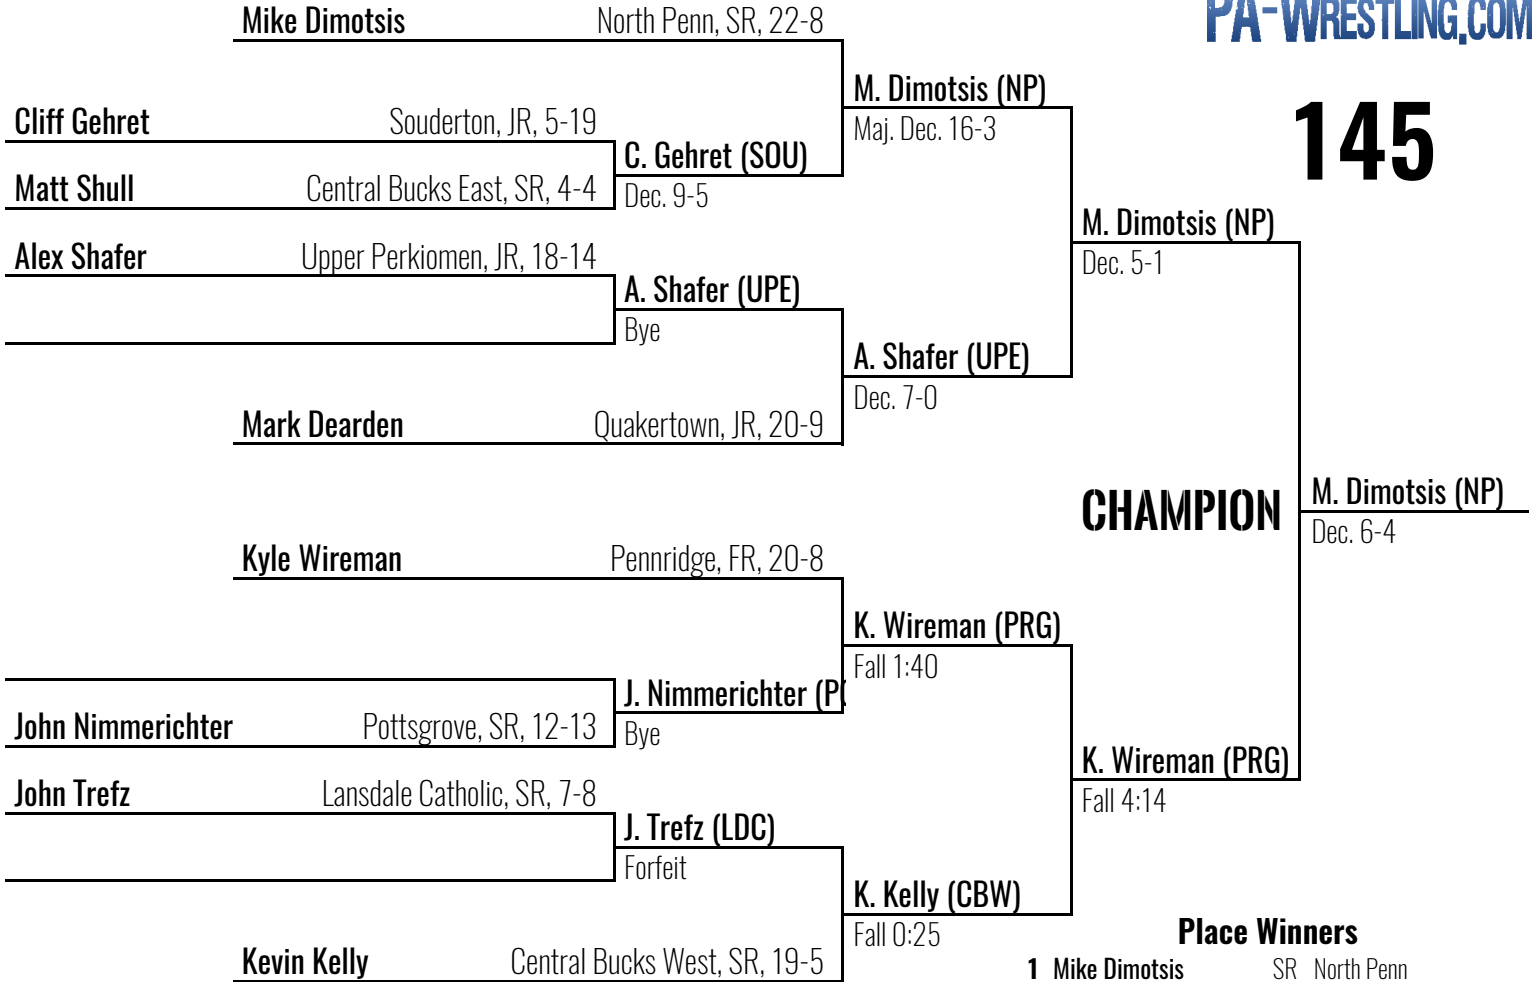 PA-WRESTLING.COM
145
Mike Dimotsis North Penn, SR, 22-8
Cliff Gehret Souderton, JR, 5-19
Matt Shull Central Bucks East, SR, 4-4
Alex Shafer Upper Perkiomen, JR, 18-14
Mark Dearden Quakertown, JR, 20-9
Kyle Wireman Pennridge, FR, 20-8
John Nimmerichter Pottsgrove, SR, 12-13
John Trefz Lansdale Catholic, SR, 7-8
Kevin Kelly Central Bucks West, SR, 19-5
C. Gehret (SOU)
Dec. 9-5
A. Shafer (UPE)
Bye
J. Nimmerichter (P
Bye
J. Trefz (LDC)
Forfeit
M. Dimotsis (NP)
Maj. Dec. 16-3
A. Shafer (UPE)
Dec. 7-0
K. Wireman (PRG)
Fall 1:40
K. Kelly (CBW)
Fall 0:25
M. Dimotsis (NP)
Dec. 5-1
K. Wireman (PRG)
Fall 4:14
CHAMPION
M. Dimotsis (NP)
Dec. 6-4
Place Winners
1 Mike Dimotsis SR North Penn